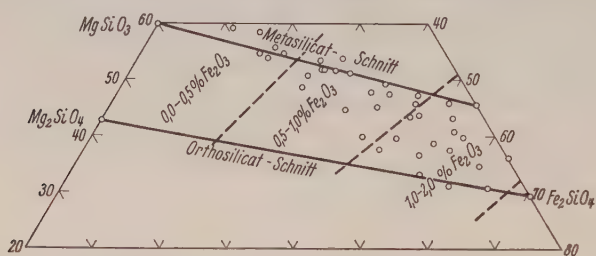 MgSiO₃ 60
40
Metasilicat - Schnitt
50
50
0,0-0,5% Fe₂O₃
0,5-1,0% Fe₂O₃
Mg₂SiO₄
40
60
Orthosilicat - Schnitt
1,0-2,0 % Fe₂O₃
30
70 Fe₂SiO₄
20
80